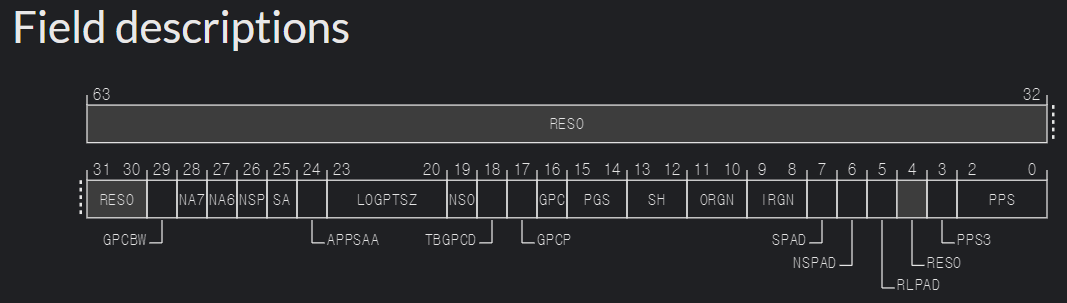 Field descriptions
63 32
RES0
31 30 29 28 27 26 25 24 23 20 19 18 17 16 15 14 13 12 11 10 9 8 7 6 5 4 3 2 0
RES0 NA7 NA6 NSP SA L0GPTSZ NSO GPC PGS SH ORGN IRGN PPS
GPCBW APPSAA TBGPCD GPCP SPAD PPS3
NSPAD RES0
RLPAD